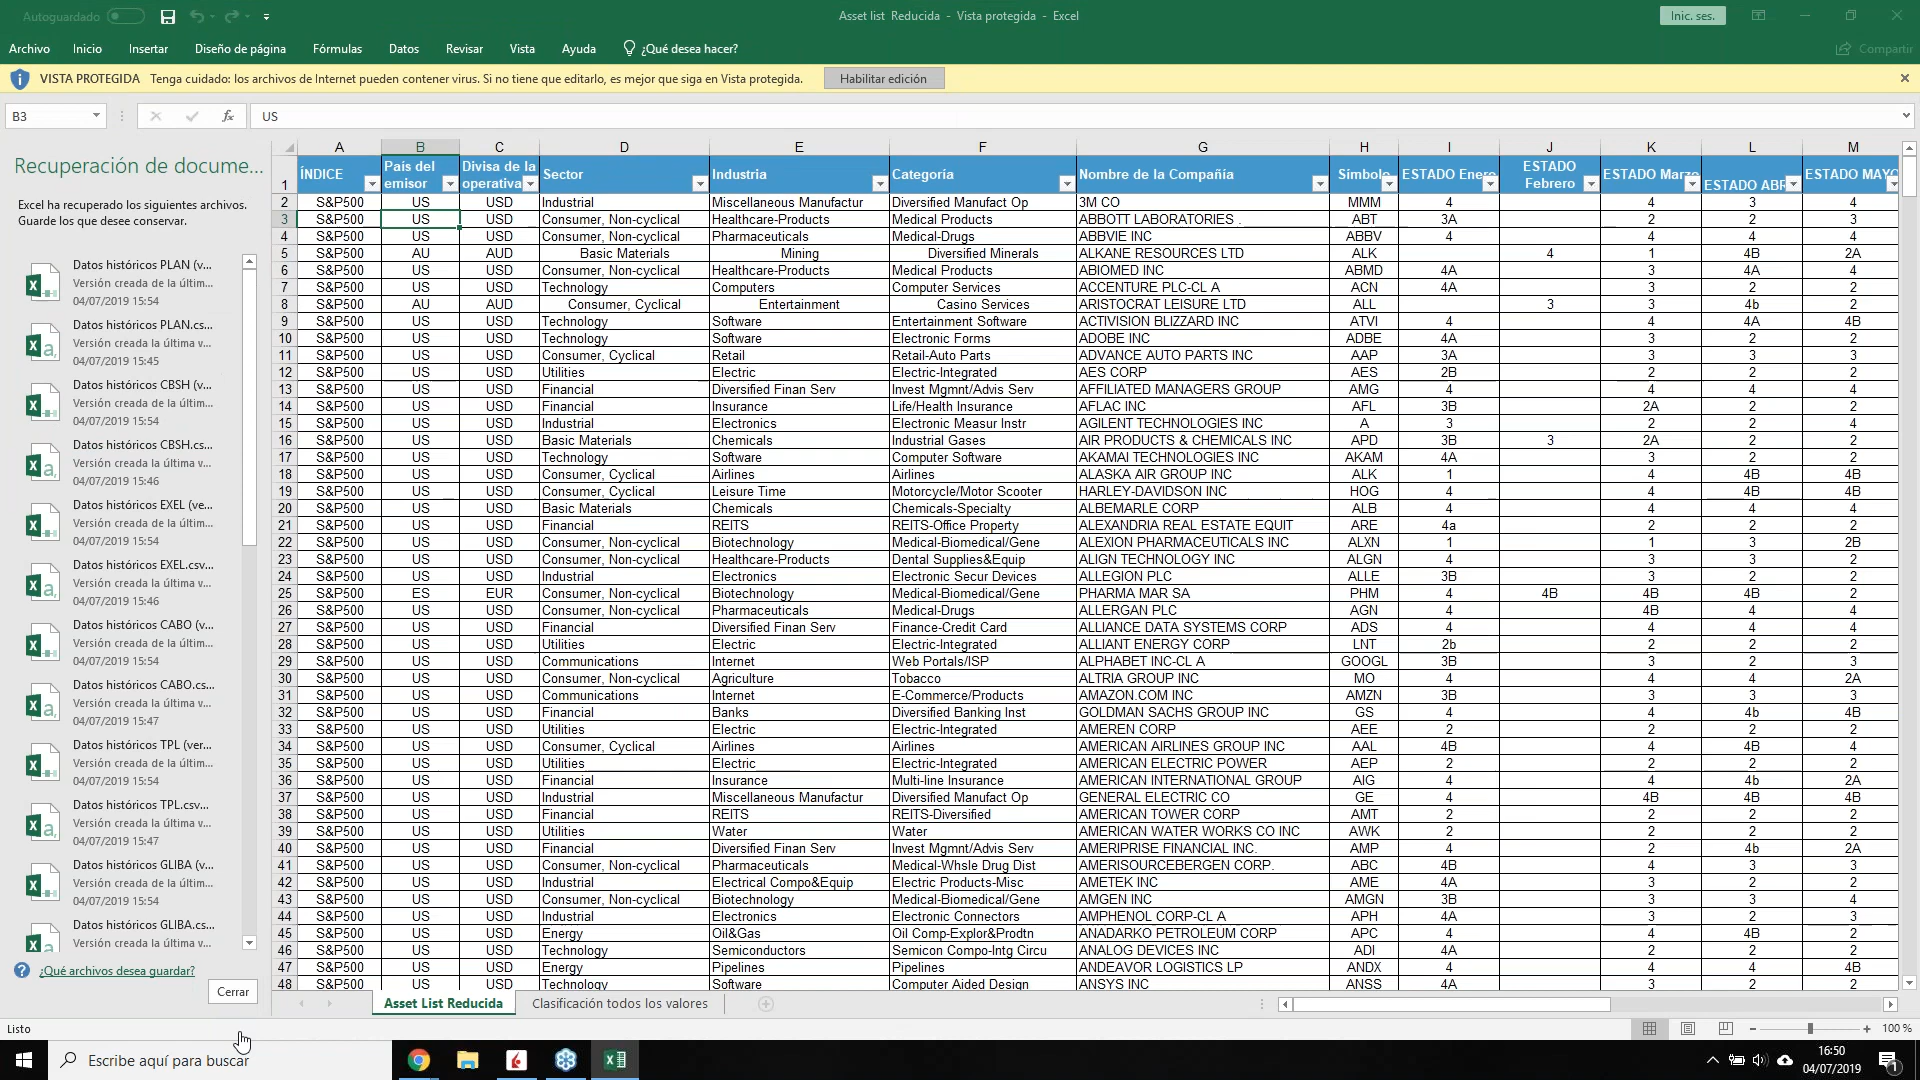 Autoguardado
Asset list Reducida - Vista protegida - Excel
Inic. ses.
Archivo Inicio Insertar Diseño de página Fórmulas Datos Revisar Vista Ayuda ¿Qué desea hacer? Compartir
VISTA PROTEGIDA Tenga cuidado: los archivos de Internet pueden contener virus. Si no tiene que editarlo, es mejor que siga en Vista protegida. Habilitar edición
B3 fx US
Recuperación de docume...
Excel ha recuperado los siguientes archivos.
Guarde los que desee conservar.
Datos históricos PLAN (v...
Versión creada la últim...
04/07/2019 15:54
Datos históricos PLAN.cs...
Versión creada la última v...
04/07/2019 15:45
Datos históricos CBSH (v...
Versión creada la últim...
04/07/2019 15:54
Datos históricos CBSH.cs...
Versión creada la última v...
04/07/2019 15:46
Datos históricos EXEL (ve...
Versión creada la últim...
04/07/2019 15:54
Datos históricos EXEL.csv...
Versión creada la última v...
04/07/2019 15:46
Datos históricos CABO (v...
Versión creada la últim...
04/07/2019 15:54
Datos históricos CABO.cs...
Versión creada la última v...
04/07/2019 15:47
Datos históricos TPL (ver...
Versión creada la últim...
04/07/2019 15:54
Datos históricos TPL.csv...
Versión creada la última v...
04/07/2019 15:47
Datos históricos GLIBA (v...
Versión creada la últim...
04/07/2019 15:54
Datos históricos GLIBA.cs...
Versión creada la última v...
¿Qué archivos desea guardar?
Cerrar
A B C D E F G H I J K L M
1 ÍNDICE País del emisor Divisa de la operativa Sector Industria Categoría Nombre de la Compañía Símbolo ESTADO Enero ESTADO Febrero ESTADO Marzo ESTADO ABR ESTADO MAYO
2 S&P500 US USD Industrial Miscellaneous Manufactur Diversified Manufact Op 3M CO MMM 4 4 3 4
3 S&P500 US USD Consumer, Non-cyclical Healthcare-Products Medical Products ABBOTT LABORATORIES . ABT 3A 2 2 3
4 S&P500 US USD Consumer, Non-cyclical Pharmaceuticals Medical-Drugs ABBVIE INC ABBV 4 4 4 4
5 S&P500 AU AUD Basic Materials Mining Diversified Minerals ALKANE RESOURCES LTD ALK 4 1 4B 2A
6 S&P500 US USD Consumer, Non-cyclical Healthcare-Products Medical Products ABIOMED INC ABMD 4A 3 4A 4
7 S&P500 US USD Technology Computers Computer Services ACCENTURE PLC-CL A ACN 4A 3 2 2
8 S&P500 AU AUD Consumer, Cyclical Entertainment Casino Services ARISTOCRAT LEISURE LTD ALL 3 3 4b 2
9 S&P500 US USD Technology Software Entertainment Software ACTIVISION BLIZZARD INC ATVI 4 4 4A 4B
10 S&P500 US USD Technology Software Electronic Forms ADOBE INC ADBE 4A 3 2 2
11 S&P500 US USD Consumer, Cyclical Retail Retail-Auto Parts ADVANCE AUTO PARTS INC AAP 3A 3 3 3
12 S&P500 US USD Utilities Electric Electric-Integrated AES CORP AES 2B 2 2 2
13 S&P500 US USD Financial Diversified Finan Serv Invest Mgmnt/Advis Serv AFFILIATED MANAGERS GROUP AMG 4 4 4 4
14 S&P500 US USD Financial Insurance Life/Health Insurance AFLAC INC AFL 3B 2A 2 2
15 S&P500 US USD Industrial Electronics Electronic Measur Instr AGILENT TECHNOLOGIES INC A 3 2 2 4
16 S&P500 US USD Basic Materials Chemicals Industrial Gases AIR PRODUCTS & CHEMICALS INC APD 3B 3 2A 2 2
17 S&P500 US USD Technology Software Computer Software AKAMAI TECHNOLOGIES INC AKAM 4A 3 2 2
18 S&P500 US USD Consumer, Cyclical Airlines Airlines ALASKA AIR GROUP INC ALK 1 4 4B 4B
19 S&P500 US USD Consumer, Cyclical Leisure Time Motorcycle/Motor Scooter HARLEY-DAVIDSON INC HOG 4 4 4B 4B
20 S&P500 US USD Basic Materials Chemicals Chemicals-Specialty ALBEMARLE CORP ALB 4 4 4 4
21 S&P500 US USD Financial REITS REITS-Office Property ALEXANDRIA REAL ESTATE EQUIT ARE 4a 2 2 2
22 S&P500 US USD Consumer, Non-cyclical Biotechnology Medical-Biomedical/Gene ALEXION PHARMACEUTICALS INC ALXN 1 1 3 2B
23 S&P500 US USD Consumer, Non-cyclical Healthcare-Products Dental Supplies&Equip ALIGN TECHNOLOGY INC ALGN 4 3 3 2
24 S&P500 US USD Industrial Electronics Electronic Secur Devices ALLEGION PLC ALLE 3B 3 2 2
25 S&P500 ES EUR Consumer, Non-cyclical Biotechnology Medical-Biomedical/Gene PHARMA MAR SA PHM 4 4B 4B 4B 2
26 S&P500 US USD Consumer, Non-cyclical Pharmaceuticals Medical-Drugs ALLERGAN PLC AGN 4 4B 4 4
27 S&P500 US USD Financial Diversified Finan Serv Finance-Credit Card ALLIANCE DATA SYSTEMS CORP ADS 4 4 4 4
28 S&P500 US USD Utilities Electric Electric-Integrated ALLIANT ENERGY CORP LNT 2b 2 2 2
29 S&P500 US USD Communications Internet Web Portals/ISP ALPHABET INC-CL A GOOGL 3B 3 2 3
30 S&P500 US USD Consumer, Non-cyclical Agriculture Tobacco ALTRIA GROUP INC MO 4 4 4 2A
31 S&P500 US USD Communications Internet E-Commerce/Products AMAZON.COM INC AMZN 3B 3 3 3
32 S&P500 US USD Financial Banks Diversified Banking Inst GOLDMAN SACHS GROUP INC GS 4 4 4b 4B
33 S&P500 US USD Utilities Electric Electric-Integrated AMEREN CORP AEE 2 2 2 2
34 S&P500 US USD Consumer, Cyclical Airlines Airlines AMERICAN AIRLINES GROUP INC AAL 4B 4 4B 4
35 S&P500 US USD Utilities Electric Electric-Integrated AMERICAN ELECTRIC POWER AEP 2 2 2 2
36 S&P500 US USD Financial Insurance Multi-line Insurance AMERICAN INTERNATIONAL GROUP AIG 4 4 4b 2A
37 S&P500 US USD Industrial Miscellaneous Manufactur Diversified Manufact Op GENERAL ELECTRIC CO GE 4 4B 4B 4B
38 S&P500 US USD Financial REITS REITS-Diversified AMERICAN TOWER CORP AMT 2 2 2 2
39 S&P500 US USD Utilities Water Water AMERICAN WATER WORKS CO INC AWK 2 2 2 2
40 S&P500 US USD Financial Diversified Finan Serv Invest Mgmnt/Advis Serv AMERIPRISE FINANCIAL INC. AMP 4 2 4b 2A
41 S&P500 US USD Consumer, Non-cyclical Pharmaceuticals Medical-Whsle Drug Dist AMERISOURCEBERGEN CORP. ABC 4B 4 3 3
42 S&P500 US USD Industrial Electrical Compo&Equip Electric Products-Misc AMETEK INC AME 4A 3 2 2
43 S&P500 US USD Consumer, Non-cyclical Biotechnology Medical-Biomedical/Gene AMGEN INC AMGN 3B 3 3 4
44 S&P500 US USD Industrial Electronics Electronic Connectors AMPHENOL CORP-CL A APH 4A 3 2 3
45 S&P500 US USD Energy Oil&Gas Oil Comp-Explor&Prodtn ANADARKO PETROLEUM CORP APC 4 4 4B 2
46 S&P500 US USD Technology Semiconductors Semicon Compo-Intg Circu ANALOG DEVICES INC ADI 4A 2 2 2
47 S&P500 US USD Energy Pipelines Pipelines ANDEAVOR LOGISTICS LP ANDX 4 4 4 4B
48 S&P500 US USD Technology Software Computer Aided Design ANSYS INC ANSS 4A 3 2 2
Asset List Reducida Clasificación todos los valores
Listo
100 %
Escribe aquí para buscar
16:50
04/07/2019
1